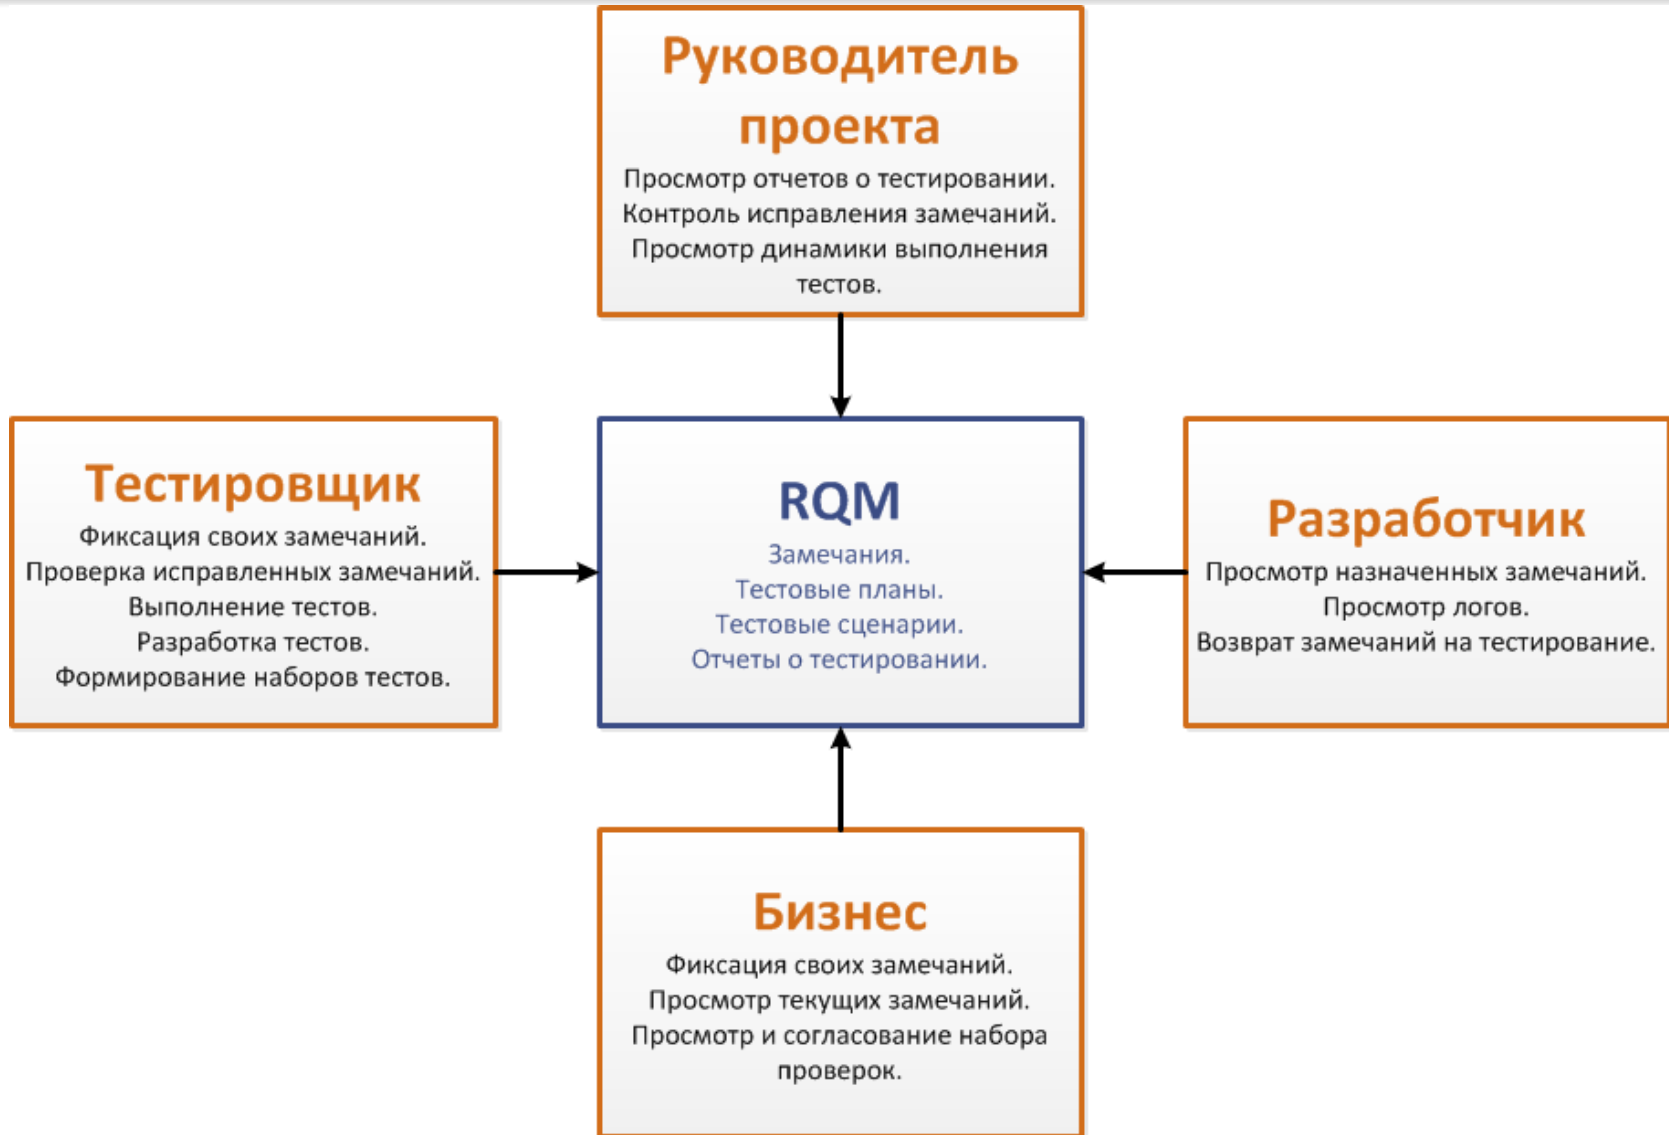 Руководитель
проекта
Просмотр отчетов о тестировании.
Контроль исправления замечаний.
Просмотр динамики выполнения
тестов.
Тестировщик
Фиксация своих замечаний.
Проверка исправленных замечаний.
Выполнение тестов.
Разработка тестов.
Формирование наборов тестов.
RQM
Замечания.
Тестовые планы.
Тестовые сценарии.
Отчеты о тестировании.
Разработчик
Просмотр назначенных замечаний.
Просмотр логов.
Возврат замечаний на тестирование.
Бизнес
Фиксация своих замечаний.
Просмотр текущих замечаний.
Просмотр и согласование набора
проверок.